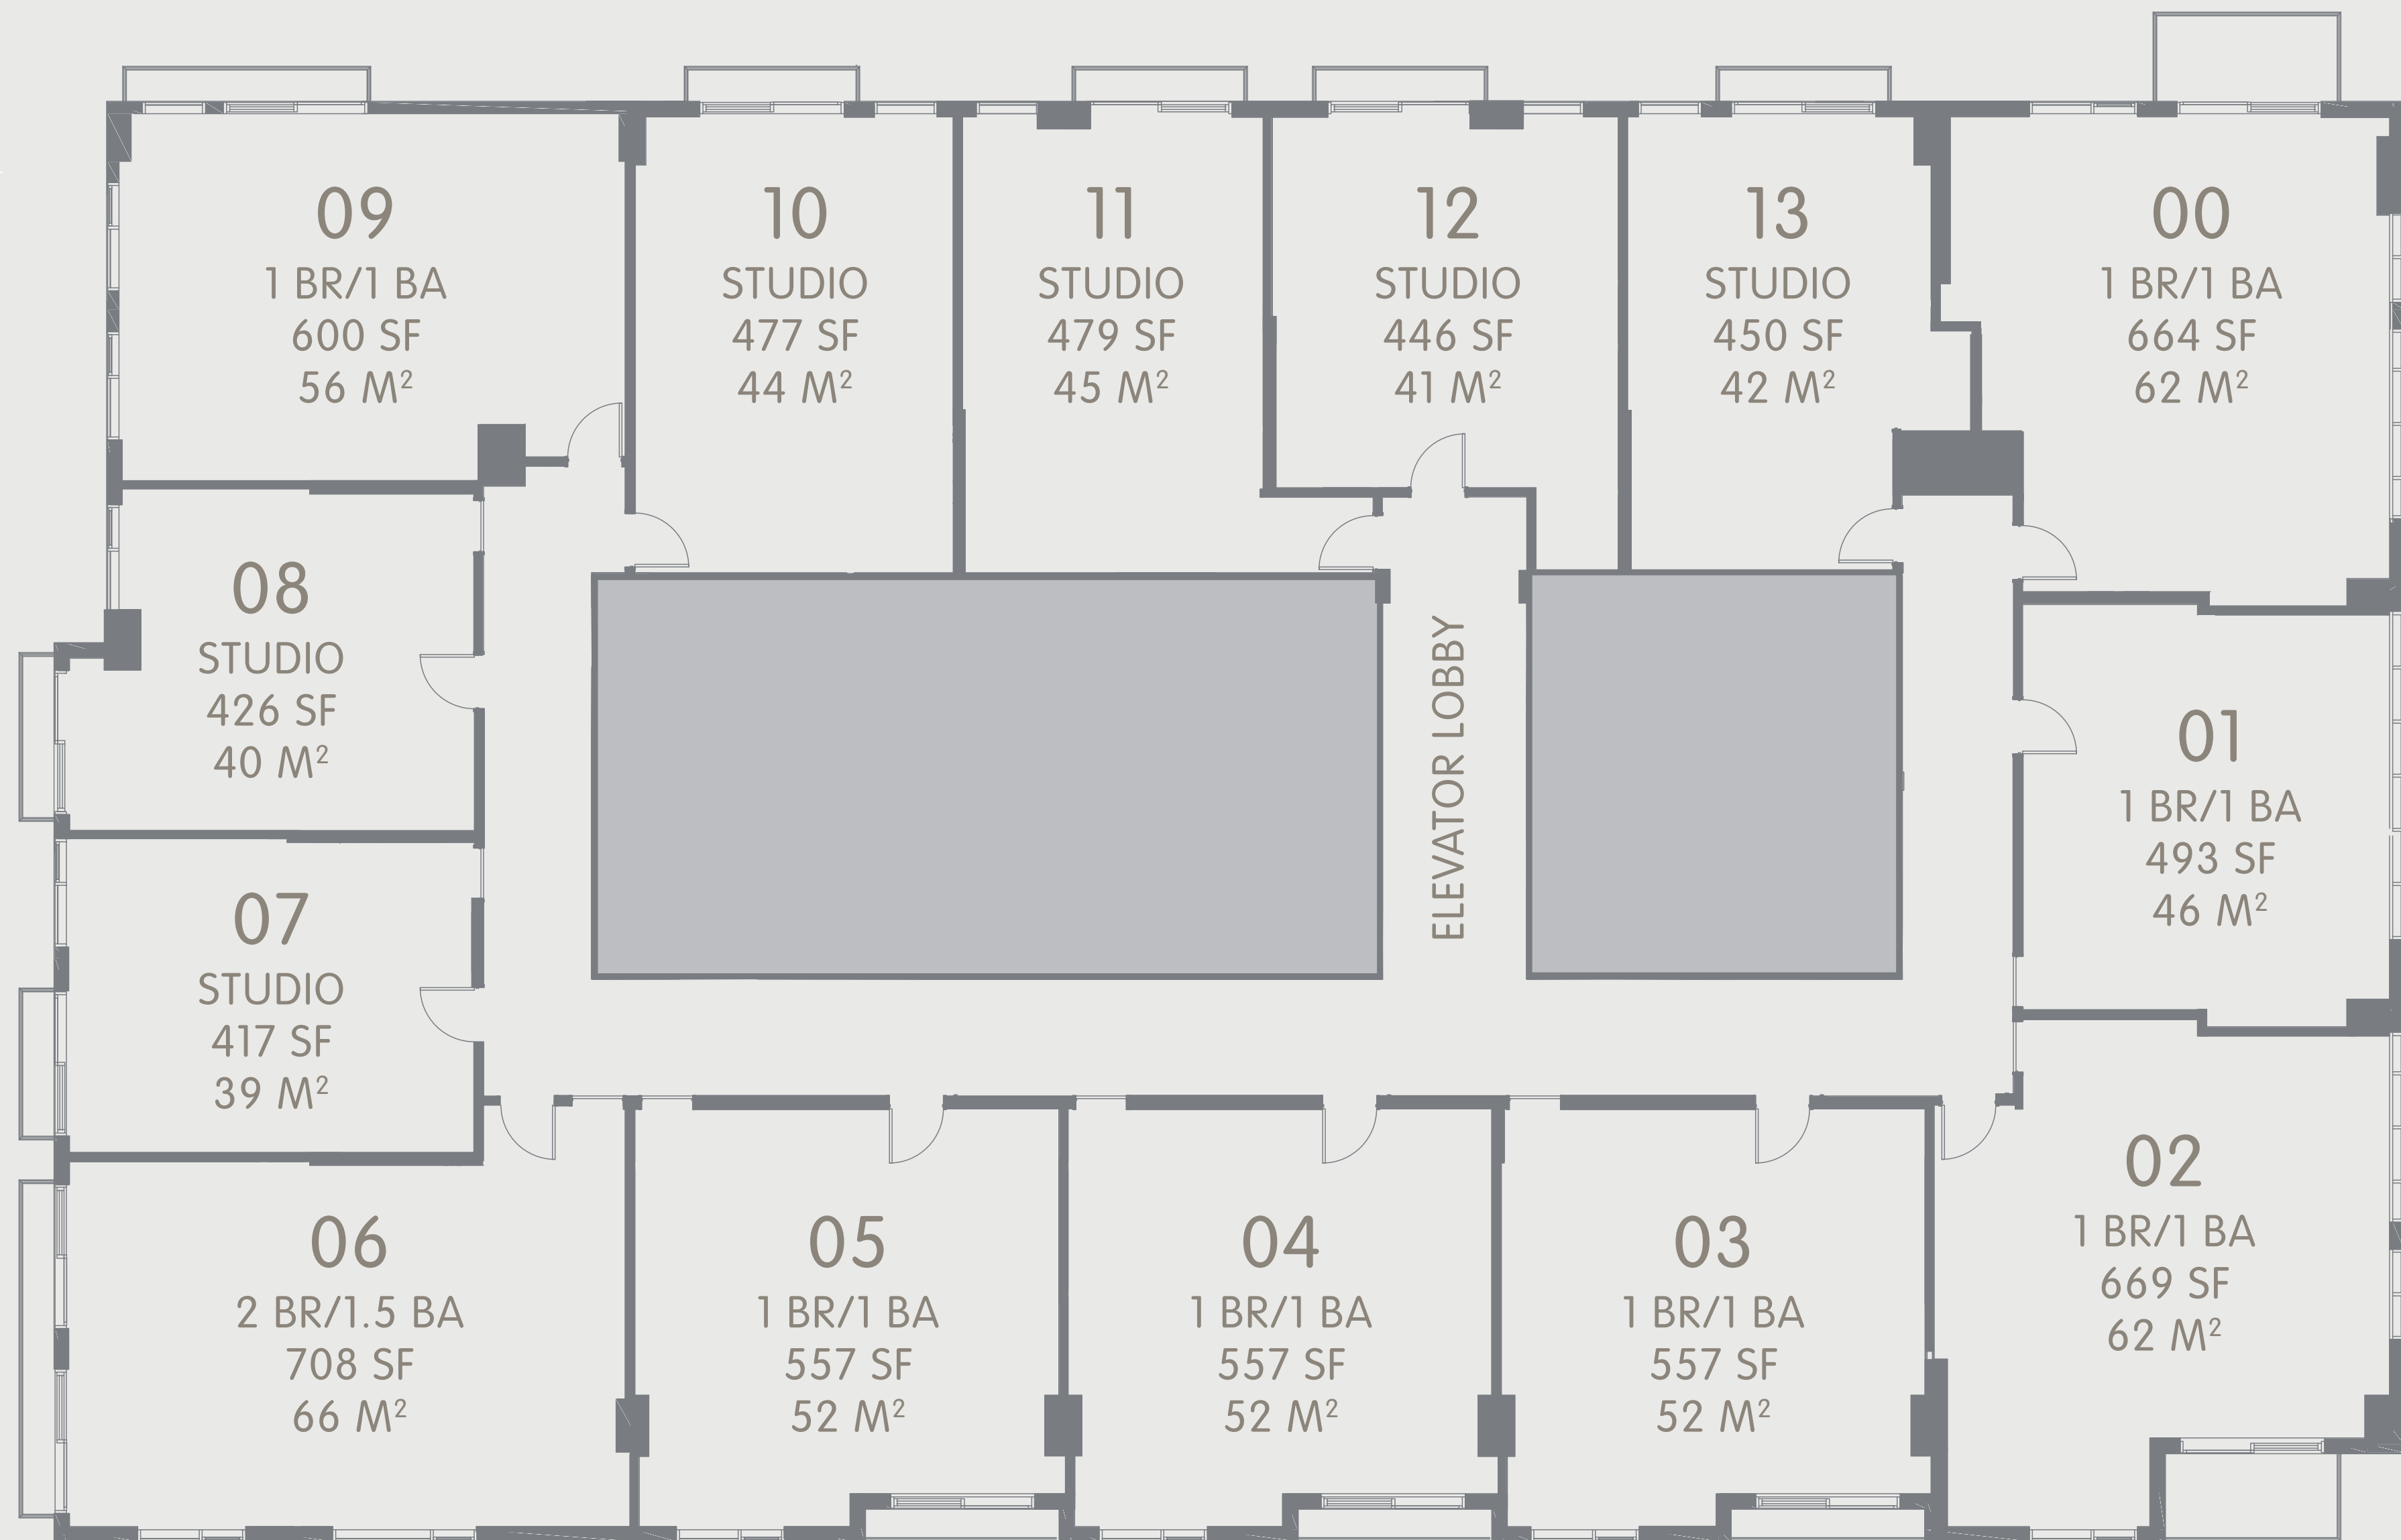 09
1 BR/1 BA
600 SF
56 M²
10
STUDIO
477 SF
44 M²
11
STUDIO
479 SF
45 M²
12
STUDIO
446 SF
41 M²
13
STUDIO
450 SF
42 M²
00
1 BR/1 BA
664 SF
62 M²
08
STUDIO
426 SF
40 M²
ELEVATOR LOBBY
01
1 BR/1 BA
493 SF
46 M²
07
STUDIO
417 SF
39 M²
06
2 BR/1.5 BA
708 SF
66 M²
05
1 BR/1 BA
557 SF
52 M²
04
1 BR/1 BA
557 SF
52 M²
03
1 BR/1 BA
557 SF
52 M²
02
1 BR/1 BA
669 SF
62 M²